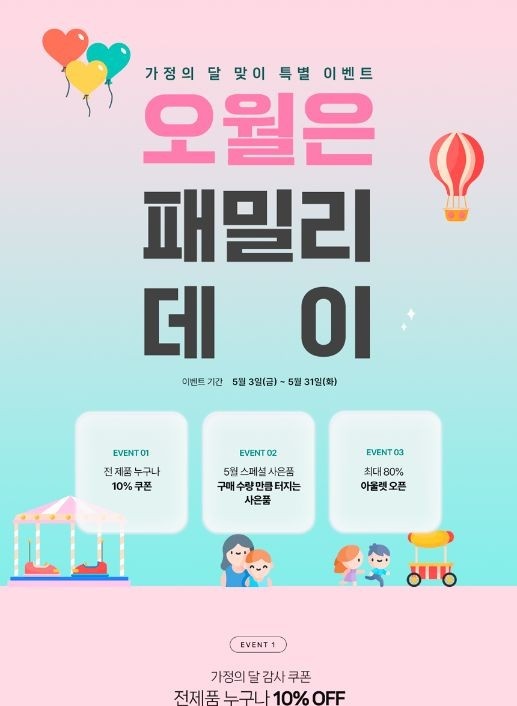 가정의 달 맞이 특별 이벤트
오월은
패밀리
데 이
이벤트 기간 5월 3일(금) ~ 5월 31일(화)
EVENT 01
전 제품 누구나
10% 쿠폰
EVENT 02
5월 스페셜 사은품
구매 수량 만큼 터지는
사은품
EVENT 03
최대 80%
아울렛 오픈
EVENT 1
가정의 달 감사 쿠폰
전제품 누구나 10% OFF